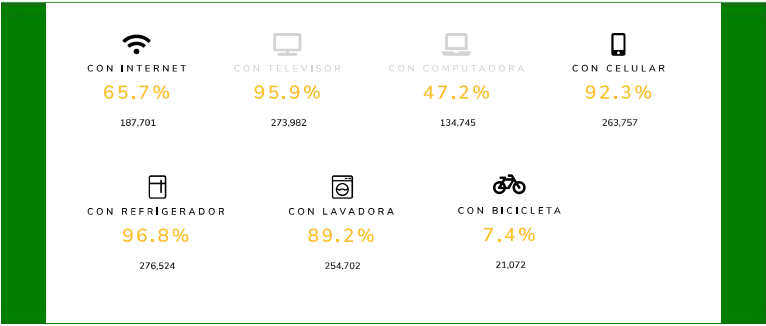 CON INTERNET
CON TELEVISOR
CON COMPUTADORA
CON CELULAR
65.7%
95.9%
47.2%
92.3%
187,701
273,982
134,745
263,757
CON REFRIGERADOR
CON LAVADORA
CON BICICLETA
96.8%
89.2%
7.4%
276,524
254,702
21,072